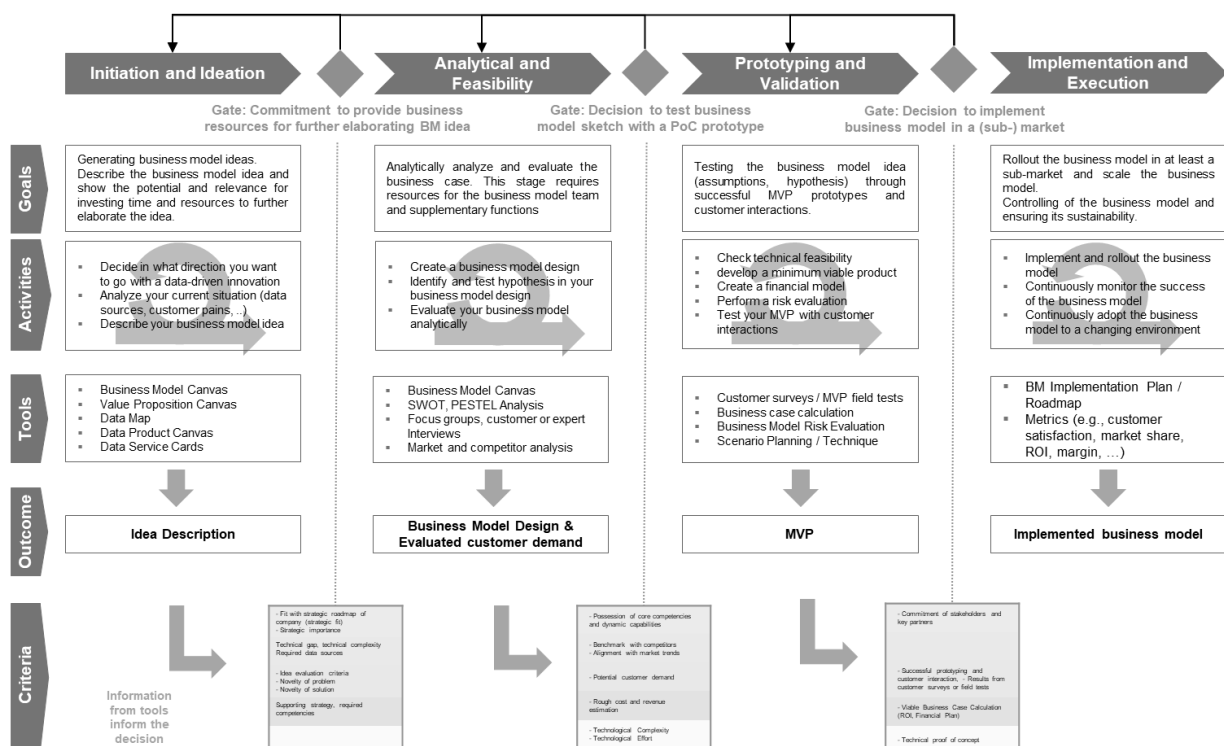 Initiation and Ideation
Analytical and
Feasibility
Prototyping and
Validation
Implementation and
Execution
Gate: Commitment to provide business
resources for further elaborating BM idea
Gate: Decision to test business
model sketch with a PoC prototype
Gate: Decision to implement
business model in a (sub-) market
Goals
Generating business model ideas.
Describe the business model idea and
show the potential and relevance for
investing time and resources to further
elaborate the idea.
Analytically analyze and evaluate the
business case. This stage requires
resources for the business model team
and supplementary functions
Testing the business model idea
(assumptions, hypothesis) through
successful MVP prototypes and
customer interactions.
Rollout the business model in at least a
sub-market and scale the business
model.
Controlling of the business model and
ensuring its sustainability.
Activities
▪ Decide in what direction you want
to go with a data-driven innovation
▪ Analyze your current situation (data
sources, customer pains, ..)
▪ Describe your business model idea
▪ Create a business model design
▪ Identify and test hypothesis in your
business model design
▪ Evaluate your business model
analytically
▪ Check technical feasibility
▪ develop a minimum viable product
▪ Create a financial model
▪ Perform a risk evaluation
▪ Test your MVP with customer
interactions
▪ Implement and rollout the business
model
▪ Continuously monitor the success
of the business model
▪ Continuously adopt the business
model to a changing environment
Tools
▪ Business Model Canvas
▪ Value Proposition Canvas
▪ Data Map
▪ Data Product Canvas
▪ Data Service Cards
▪ Business Model Canvas
▪ SWOT, PESTEL Analysis
▪ Focus groups, customer or expert
Interviews
▪ Market and competitor analysis
▪ Customer surveys / MVP field tests
▪ Business case calculation
▪ Business Model Risk Evaluation
▪ Scenario Planning / Technique
▪ BM Implementation Plan /
Roadmap
▪ Metrics (e.g., customer
satisfaction, market share,
ROI, margin, …)
Outcome
Idea Description
Business Model Design &
Evaluated customer demand
MVP
Implemented business model
Criteria
Information
from tools
inform the
decision
- Fit with strategic roadmap of
company (strategic fit)
- Strategic importance
Technical gap, technical complexity
Required data sources
- Idea evaluation criteria
- Novelty of problem
- Novelty of solution
Supporting strategy, required
competencies
- Possession of core competencies
and dynamic capabilities
- Benchmark with competitors
- Alignment with market trends
- Potential customer demand
- Rough cost and revenue
estimation
- Technological Complexity
- Technological Effort
- Commitment of stakeholders and
key partners
- Successful prototyping and
customer interaction, - Results from
customer surveys or field tests
- Viable Business Case Calculation
(ROI, Financial Plan)
- Technical proof of concept